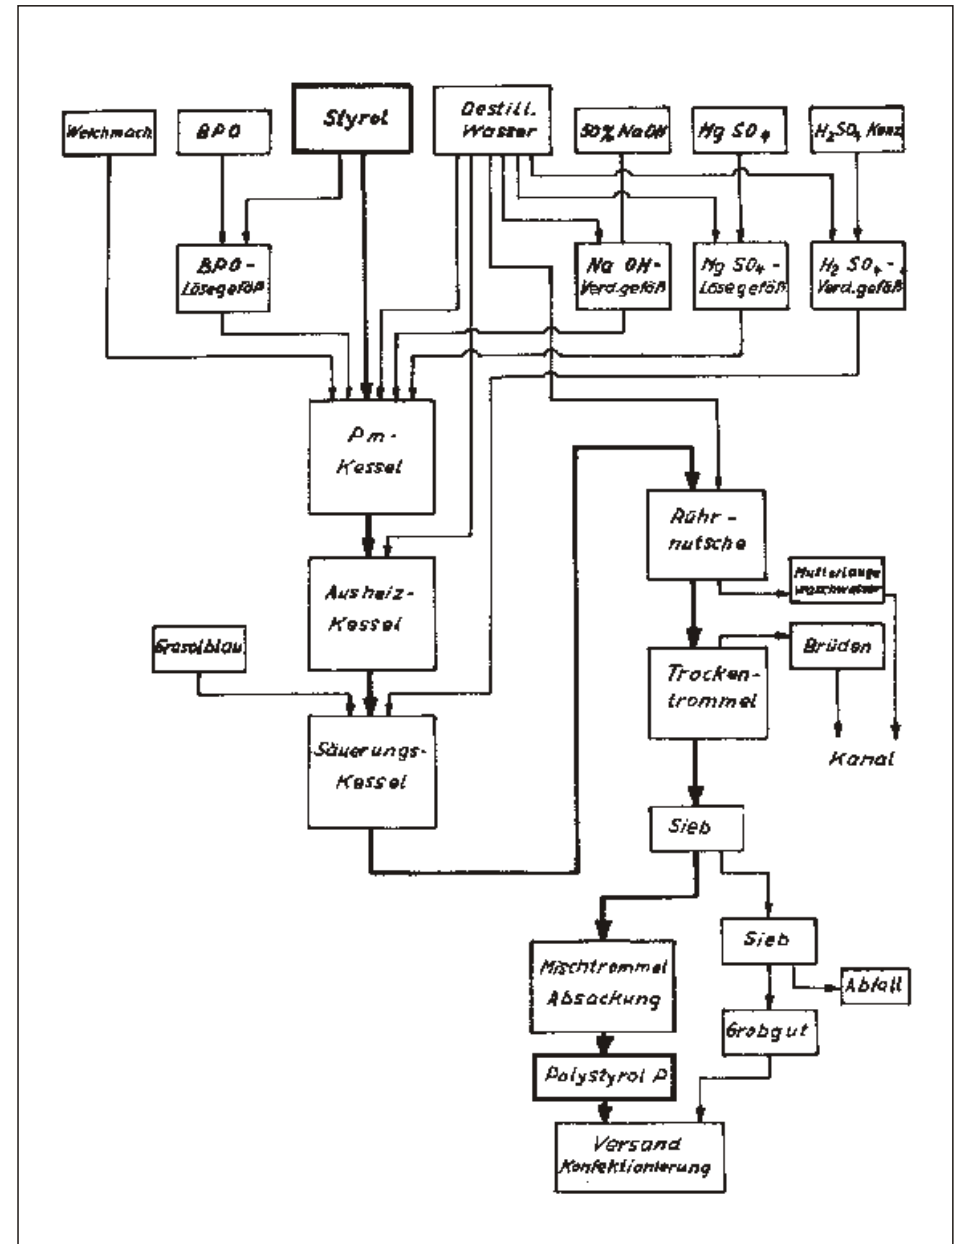 Weichmach.
BPO
Styrol
Destill.
Wasser
50% NaOH
Mg SO₄
H₂SO₄ Konz.
BPO-
Lösegefäß
Na OH-
Verd.gefäß
Mg SO₄-
Lösegefäß
H₂ SO₄-
Verd.gefäß
Pm-
Kessel
Rühr-
nutsche
Mutterlauge
Waschwasser
Ausheiz-
Kessel
Grasolblau
Brüden
Trocken-
trommel
Kanal
Säuerungs-
Kessel
Sieb
Sieb
Mischtrommel
Absackung
Abfall
Grobgut
Polystyrol P
Versand
Konfektionierung